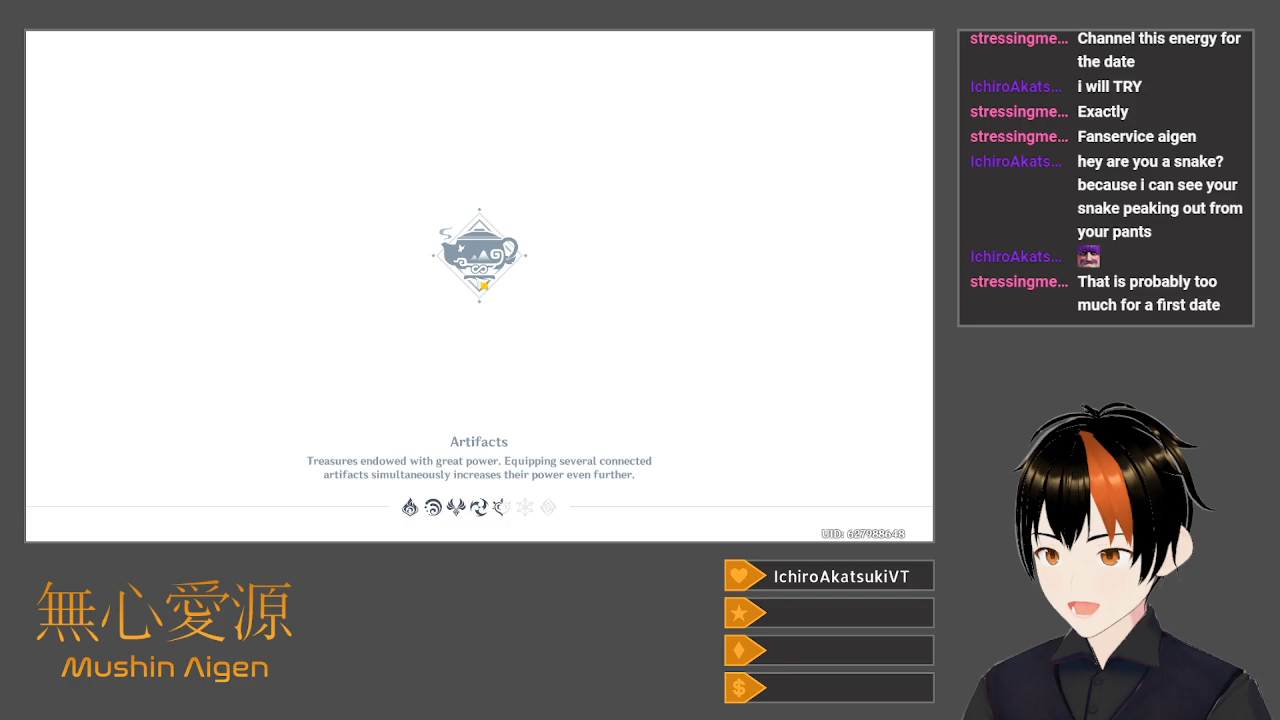 Artifacts
Treasures endowed with great power. Equipping several connected
artifacts simultaneously increases their power even further.
UID: 627988648
stressingme... Channel this energy for
the date
IchiroAkats... i will TRY
stressingme... Exactly
stressingme... Fanservice aigen
IchiroAkats... hey are you a snake?
because i can see your
snake peaking out from
your pants
IchiroAkats...
stressingme... That is probably too
much for a first date
無心愛源
Mushin Aigen
IchiroAkatsukiVT
$